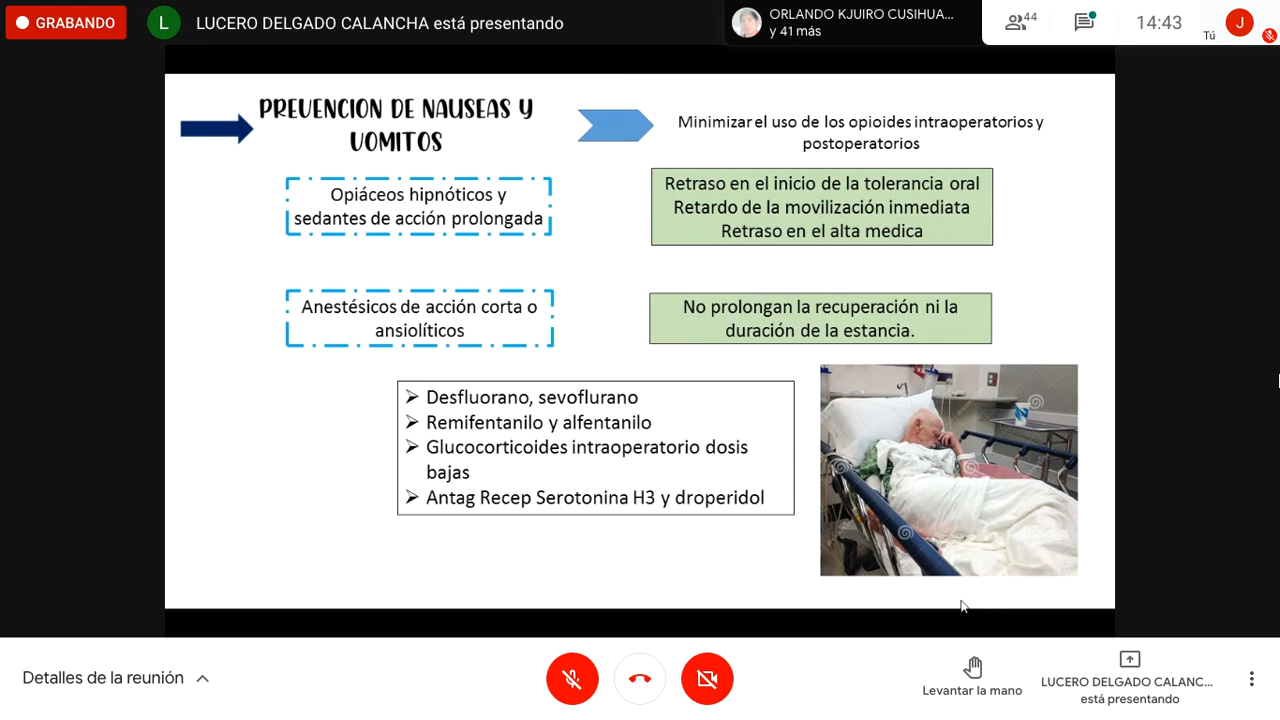 GRABANDO
L
LUCERO DELGADO CALANCHA está presentando
ORLANDO KJUIRO CUSIHUA...
y 41 más
44
14:43
Tú
J
PREVENCION DE NAUSEAS Y
VOMITOS
Minimizar el uso de los opioides intraoperatorios y
postoperatorios
Opiáceos hipnóticos y
sedantes de acción prolongada
Retraso en el inicio de la tolerancia oral
Retardo de la movilización inmediata
Retraso en el alta medica
Anestésicos de acción corta o
ansiolíticos
No prolongan la recuperación ni la
duración de la estancia.
Desfluorano, sevoflurano
Remifentanilo y alfentanilo
Glucocorticoides intraoperatorio dosis
bajas
Antag Recep Serotonina H3 y droperidol
Detalles de la reunión
Levantar la mano
LUCERO DELGADO CALANC...
está presentando